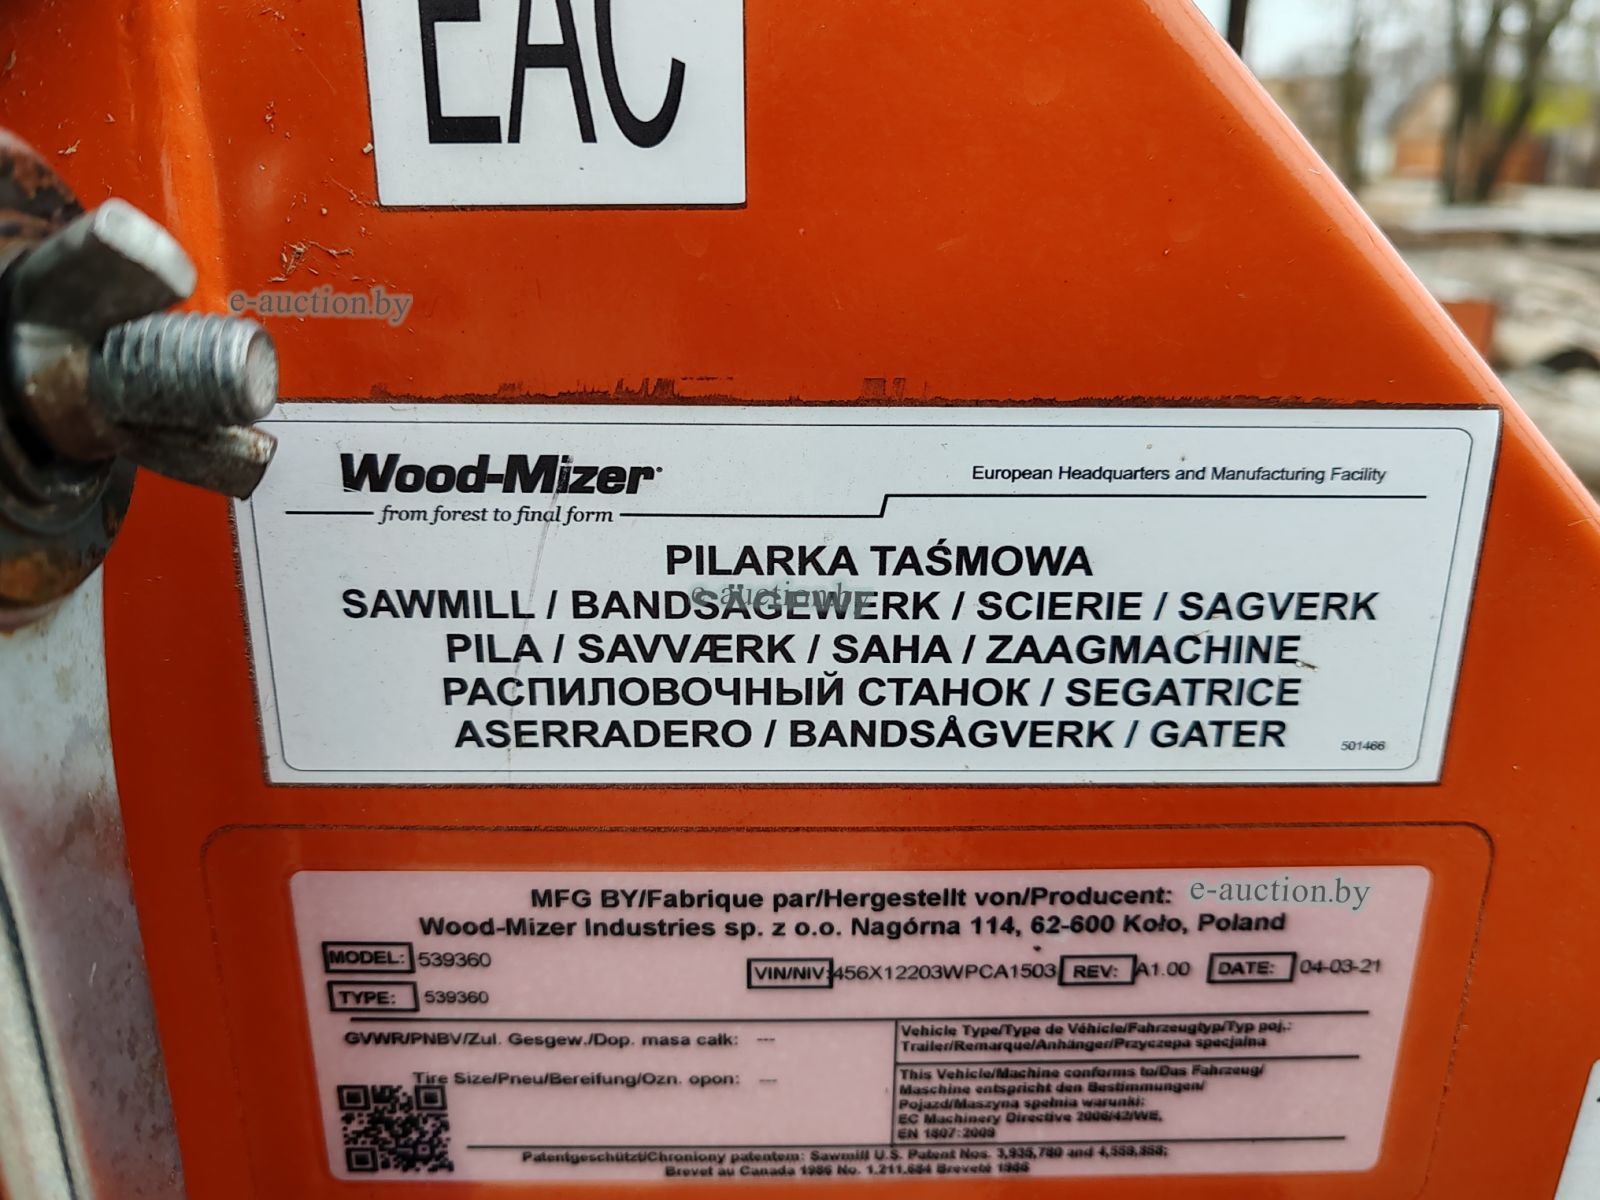 EAC
e-auction.by
Wood-Mizer
European Headquarters and Manufacturing Facility
from forest to final form
PILARKA TAŚMOWA
e-auction.by
SAWMILL / BANDSÄGEWERK / SCIERIE / SAGVERK
PILA / SAVVÆRK / SAHA / ZAAGMACHINE
РАСПИЛОВОЧНЫЙ СТАНОК / SEGATRICE
ASERRADERO / BANDSÅGVERK / GATER
501466
MFG BY/Fabrique par/Hergestellt von/Producent:
e-auction.by
Wood-Mizer Industries sp. z o.o. Nagórna 114, 62-600 Koło, Poland
MODEL: 539360
VIN/NIV: 456X12203WPCA1503 REV: A1.00 DATE: 04-03-21
TYPE: 539360
GVWR/PNBV/Zul. Gesgew./Dop. masa całk: ---
Tire Size/Pneu/Bereifung/Ozn. opon: ---
Vehicle Type/Type de Véhicle/Fahrzeugtyp/Typ poj.:
Trailer/Remarque/Anhänger/Przyczepa specjalna
This Vehicle/Machine conforms to/Das Fahrzeug/
Maschine entspricht den Bestimmungen/
Pojazd/Maszyna spełnia warunki:
EC Machinery Directive 2006/42/WE,
EN 1807:2009
Patentgeschützt/Chroniony patentem: Sawmill U.S. Patent Nos. 3,935,780 and 4,559,858;
Brevet au Canada 1986 No. 1,211,684 Breveté 1986